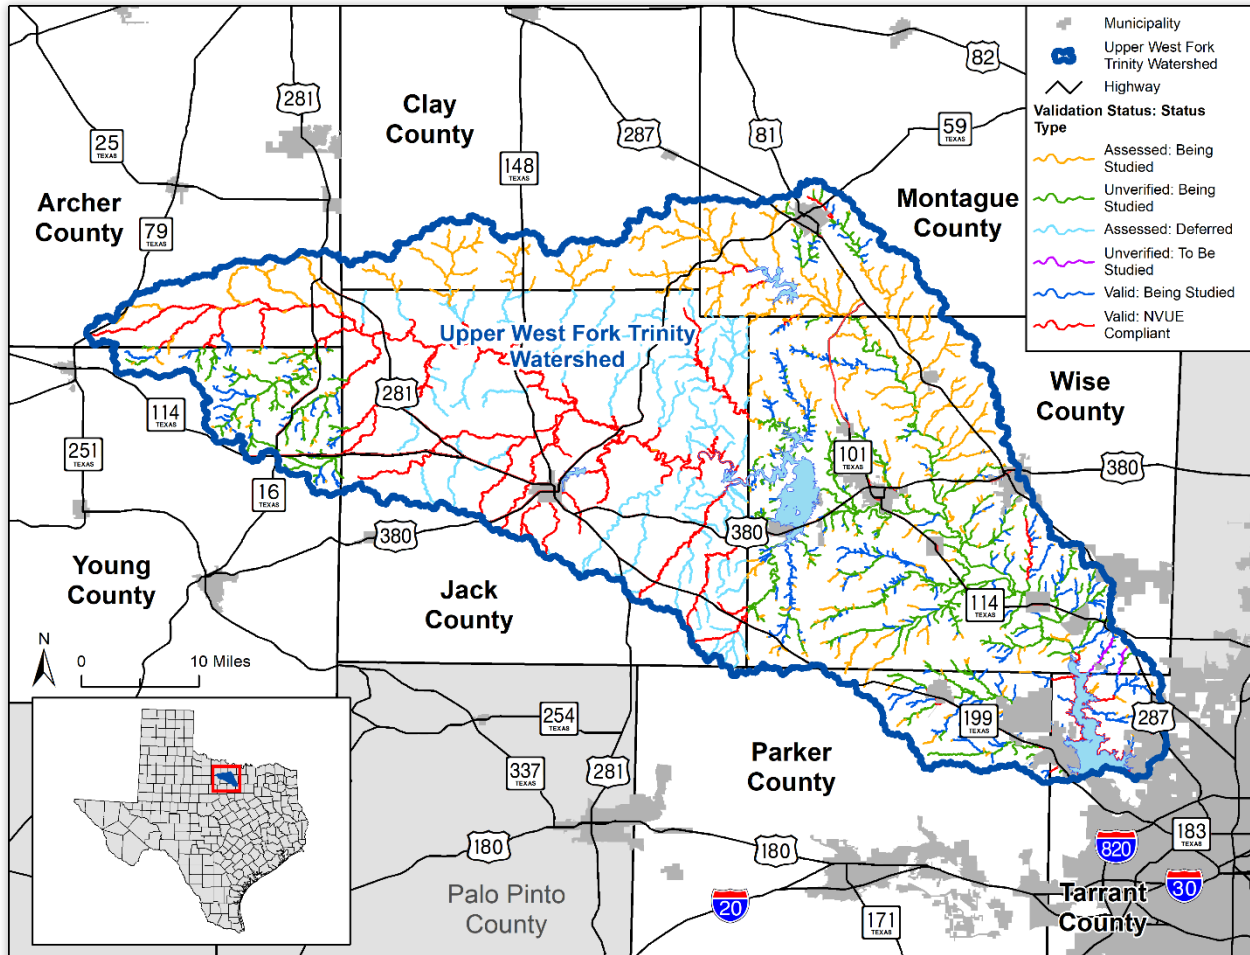 Municipality
Upper West Fork
Trinity Watershed
Highway
Validation Status: Status
Type
Assessed: Being
Studied
Unverified: Being
Studied
Assessed: Deferred
Unverified: To Be
Studied
Valid: Being Studied
Valid: NVUE
Compliant
82
281
Clay
County
287
81
59
TEXAS
25
TEXAS
148
TEXAS
Archer
County
Montague
County
79
TEXAS
Upper West Fork Trinity
Watershed
Wise
County
281
114
TEXAS
251
TEXAS
101
TEXAS
380
16
TEXAS
380
380
Young
County
Jack
County
114
TEXAS
N
0
10 Miles
254
TEXAS
199
TEXAS
287
Parker
County
337
TEXAS
281
180
180
183
TEXAS
820
30
Palo Pinto
County
20
171
TEXAS
Tarrant
County